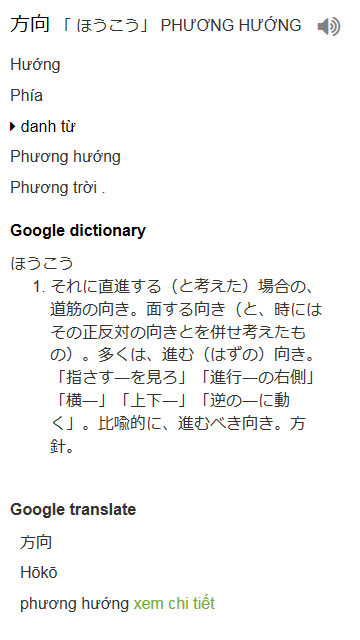 方向 「 ほうこう」 PHƯƠNG HƯỚNG
Hướng
Phía
danh từ
Phương hướng
Phương trời .
Google dictionary
ほうこう
1. それに直進する（と考えた）場合の、
道筋の向き。面する向き（と、時には
その正反対の向きとを併せ考えたも
の）。多くは、進む（はずの）向き。
「指さす―を見ろ」「進行―の右側」
「横―」「上下―」「逆の―に動
く」。比喩的に、進むべき向き。方
針。
Google translate
方向
Hōkō
phương hướng xem chi tiết